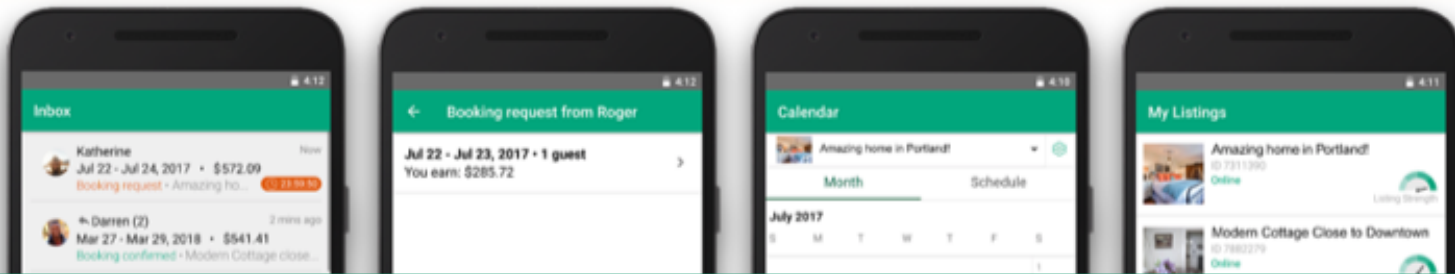 4:12
Inbox
Katherine Now
Jul 22 - Jul 24, 2017 • $572.09
Booking request • Amazing ho... 23:59:50
Darren (2) 2 mins ago
Mar 27 - Mar 29, 2018 • $541.41
Booking confirmed • Modern Cottage close...
4:12
Booking request from Roger
Jul 22 - Jul 23, 2017 • 1 guest
You earn: $285.72
4:10
Calendar
Amazing home in Portland!
Month Schedule
July 2017
S M T W T F S
1
4:11
My Listings
Amazing home in Portland!
ID 7311390
Online
Listing Strength
Modern Cottage Close to Downtown
ID 7882279
Online